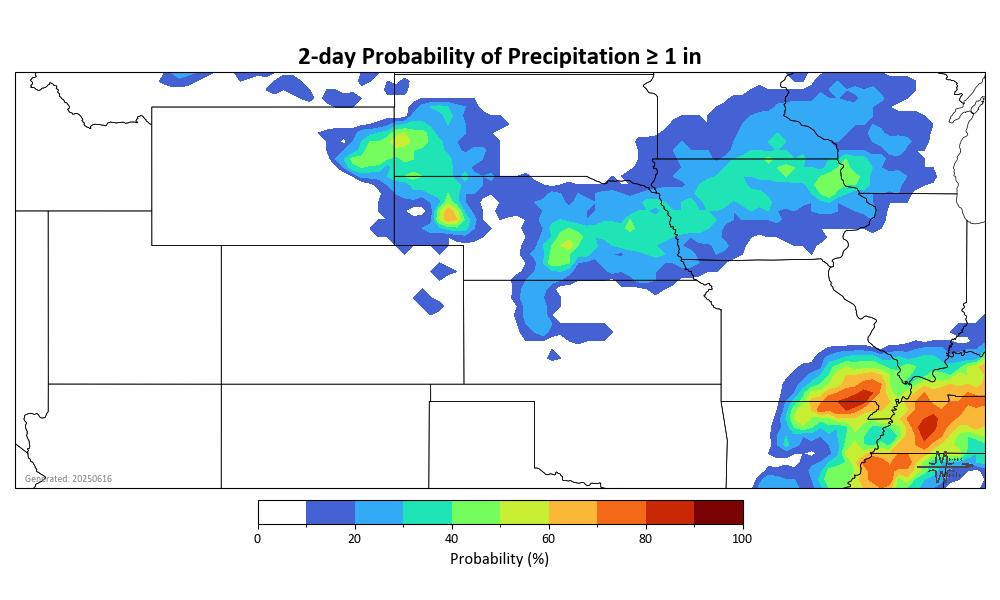 2-day Probability of Precipitation ≥ 1 in
Generated: 20250616
0 20 40 60 80 100
Probability (%)